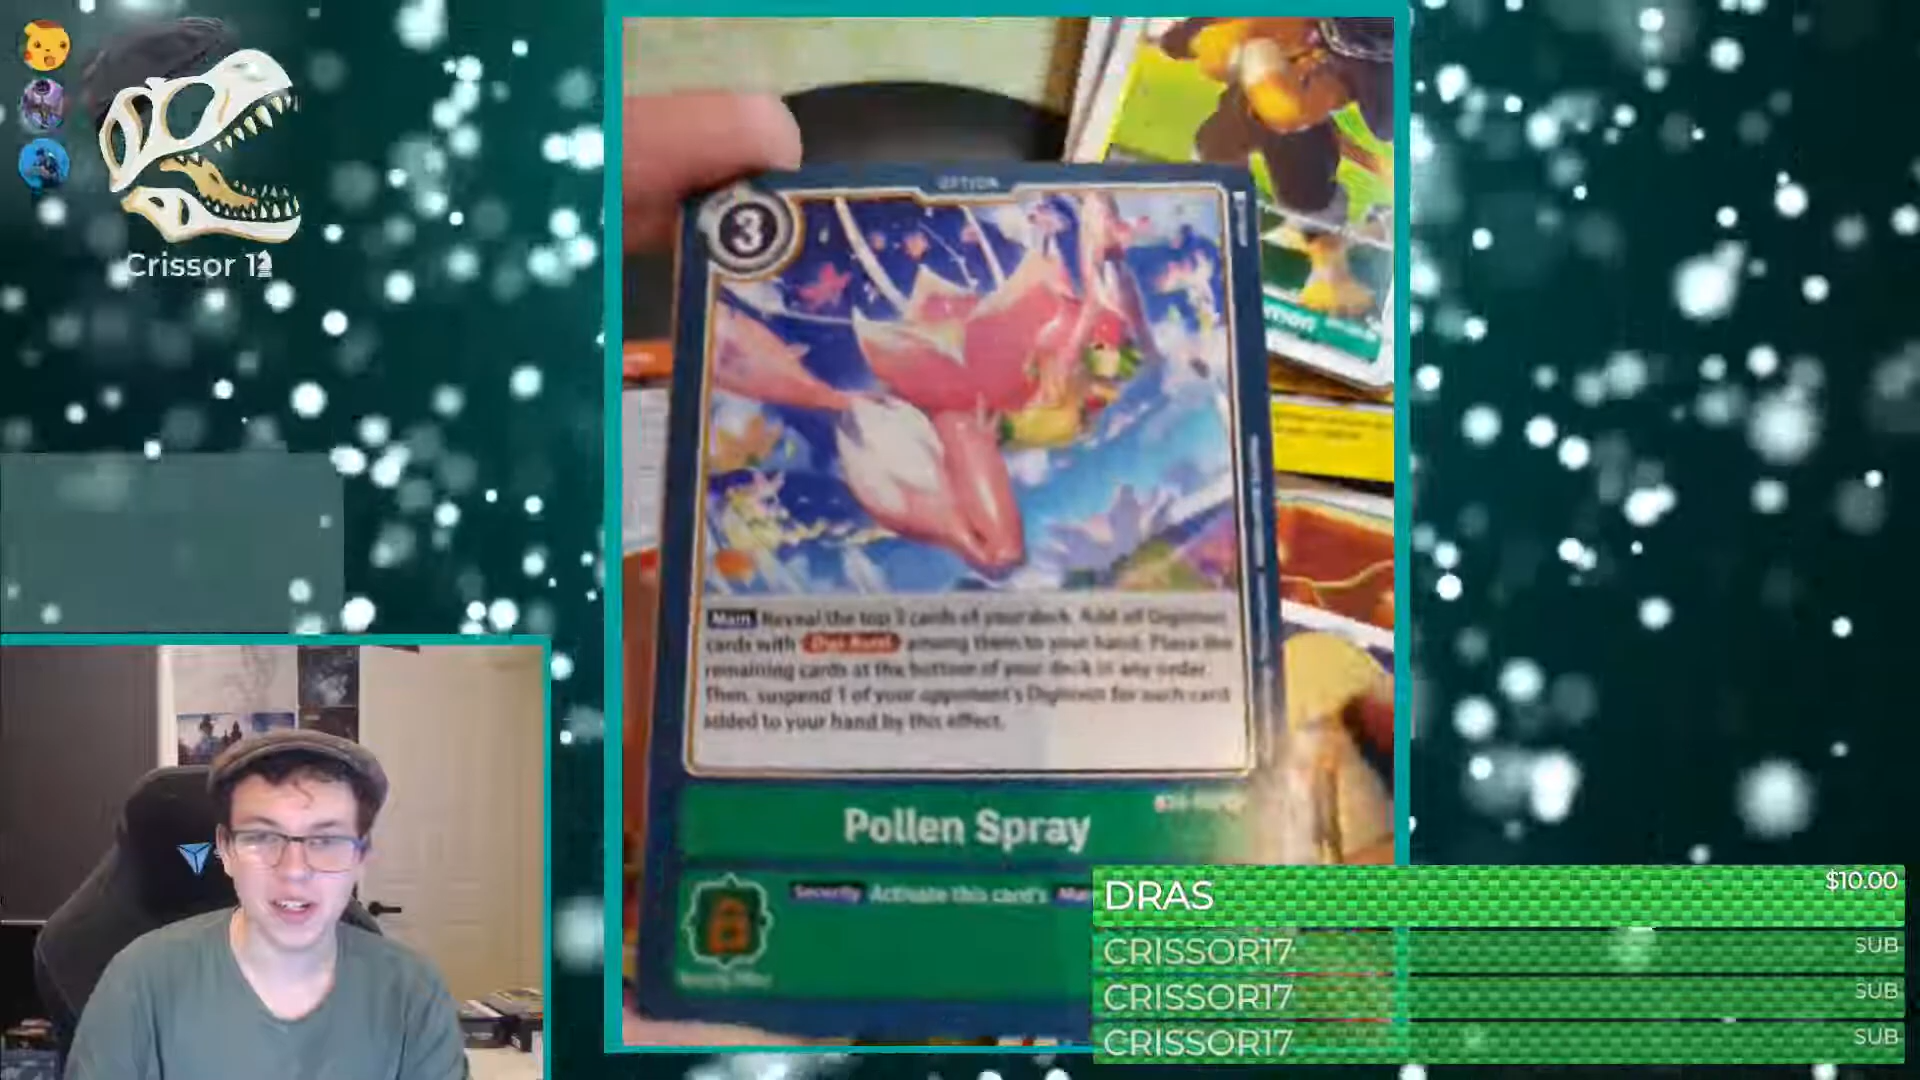 Crissor 1
OPTION
3
Main Reveal the top 3 cards of your deck. Add all Digimon
cards with among them to your hand. Place the
remaining cards at the bottom of your deck in any order.
Then, suspend 1 of your opponent's Digimon for each card
added to your hand by this effect.
Pollen Spray
Security Activate this card's
mon
DRAS $10.00
CRISSOR17 SUB
CRISSOR17 SUB
CRISSOR17 SUB